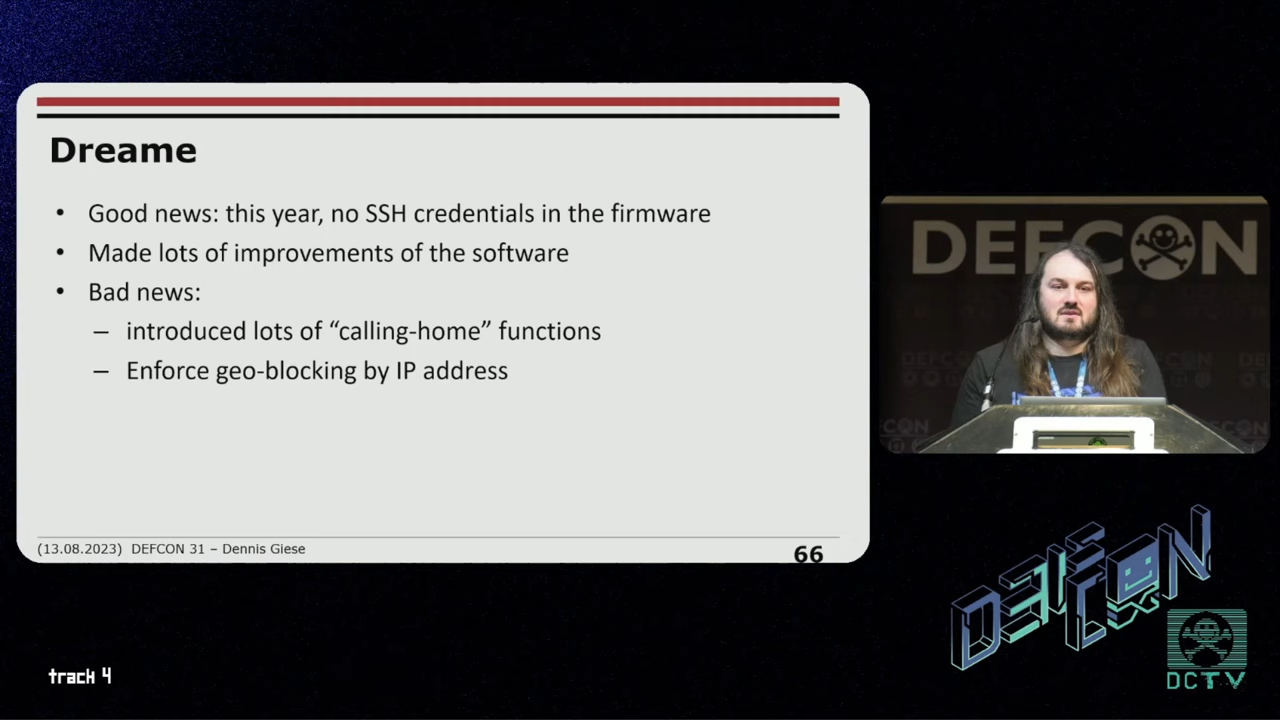 Dreame
• Good news: this year, no SSH credentials in the firmware
• Made lots of improvements of the software
• Bad news:
– introduced lots of “calling-home” functions
– Enforce geo-blocking by IP address
(13.08.2023) DEFCON 31 – Dennis Giese
66
DEFCON
DEFCON
track 4
DCTV